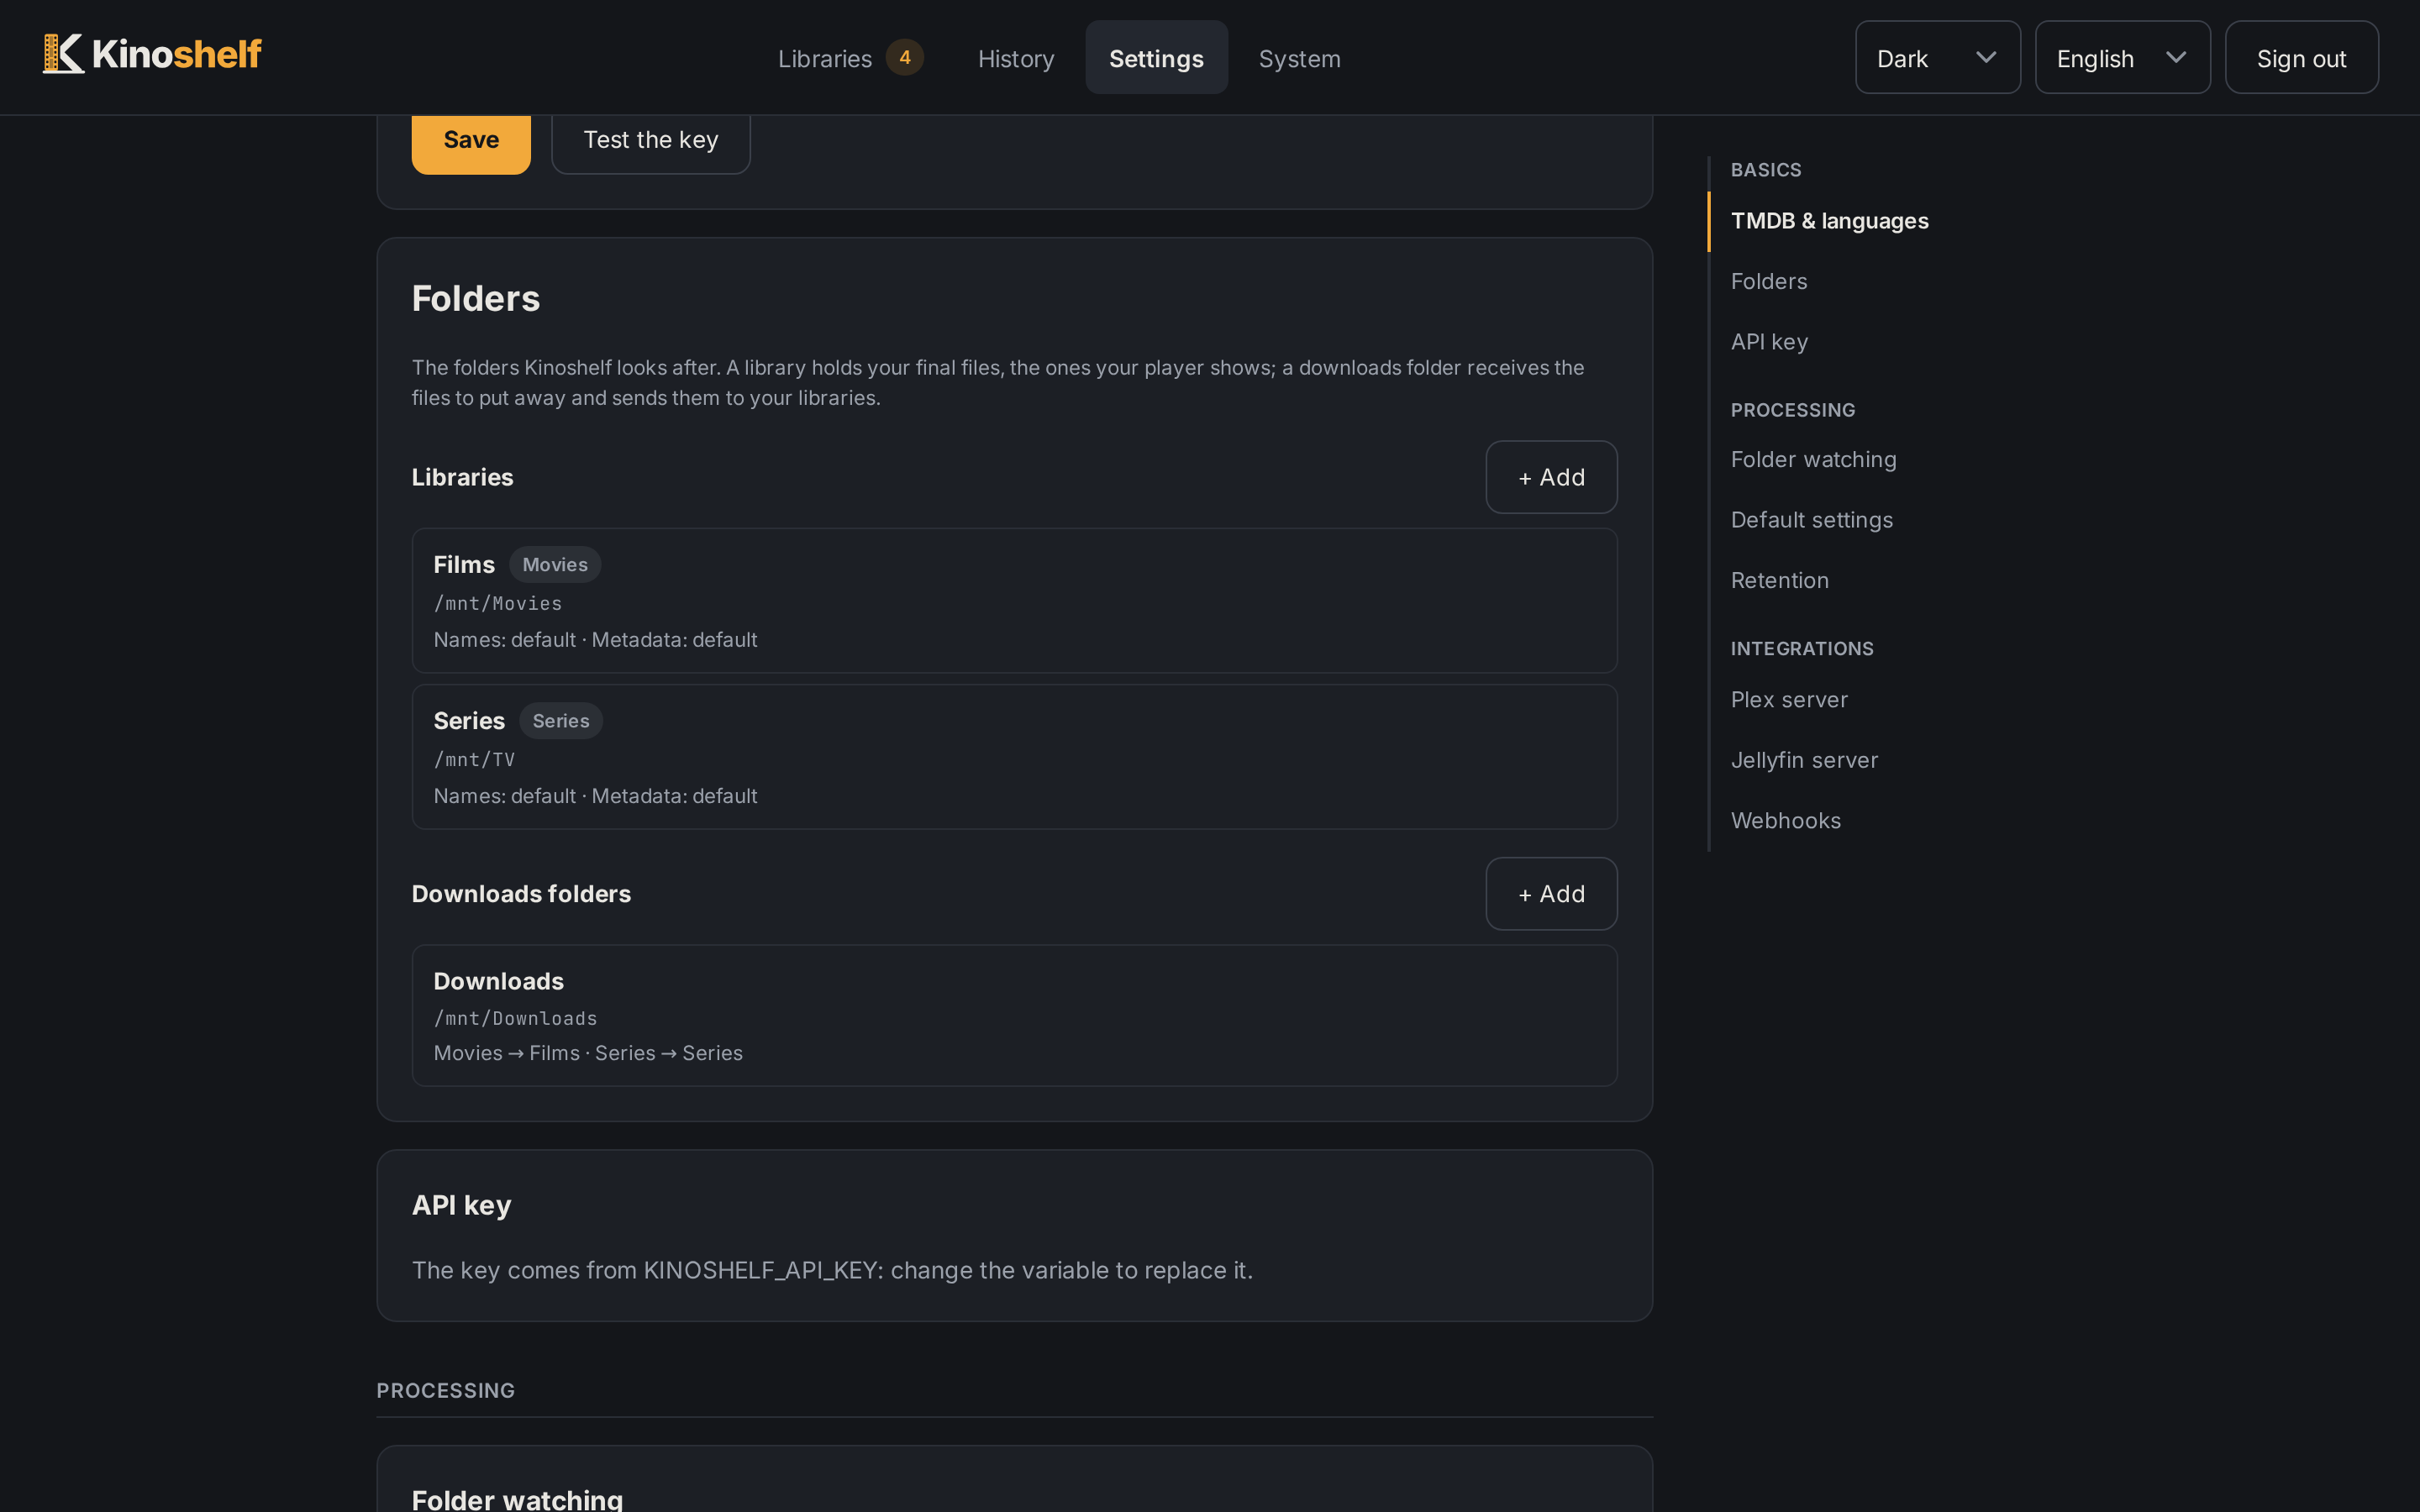 Kinoshelf
Libraries 4
History
Settings
System
Dark
English
Sign out
Save
Test the key
Folders
The folders Kinoshelf looks after. A library holds your final files, the ones your player shows; a downloads folder receives the
files to put away and sends them to your libraries.
Libraries
+ Add
Films Movies
/mnt/Movies
Names: default · Metadata: default
Series Series
/mnt/TV
Names: default · Metadata: default
Downloads folders
+ Add
Downloads
/mnt/Downloads
Movies → Films · Series → Series
API key
The key comes from KINOSHELF_API_KEY: change the variable to replace it.
PROCESSING
Folder watching
BASICS
TMDB & languages
Folders
API key
PROCESSING
Folder watching
Default settings
Retention
INTEGRATIONS
Plex server
Jellyfin server
Webhooks